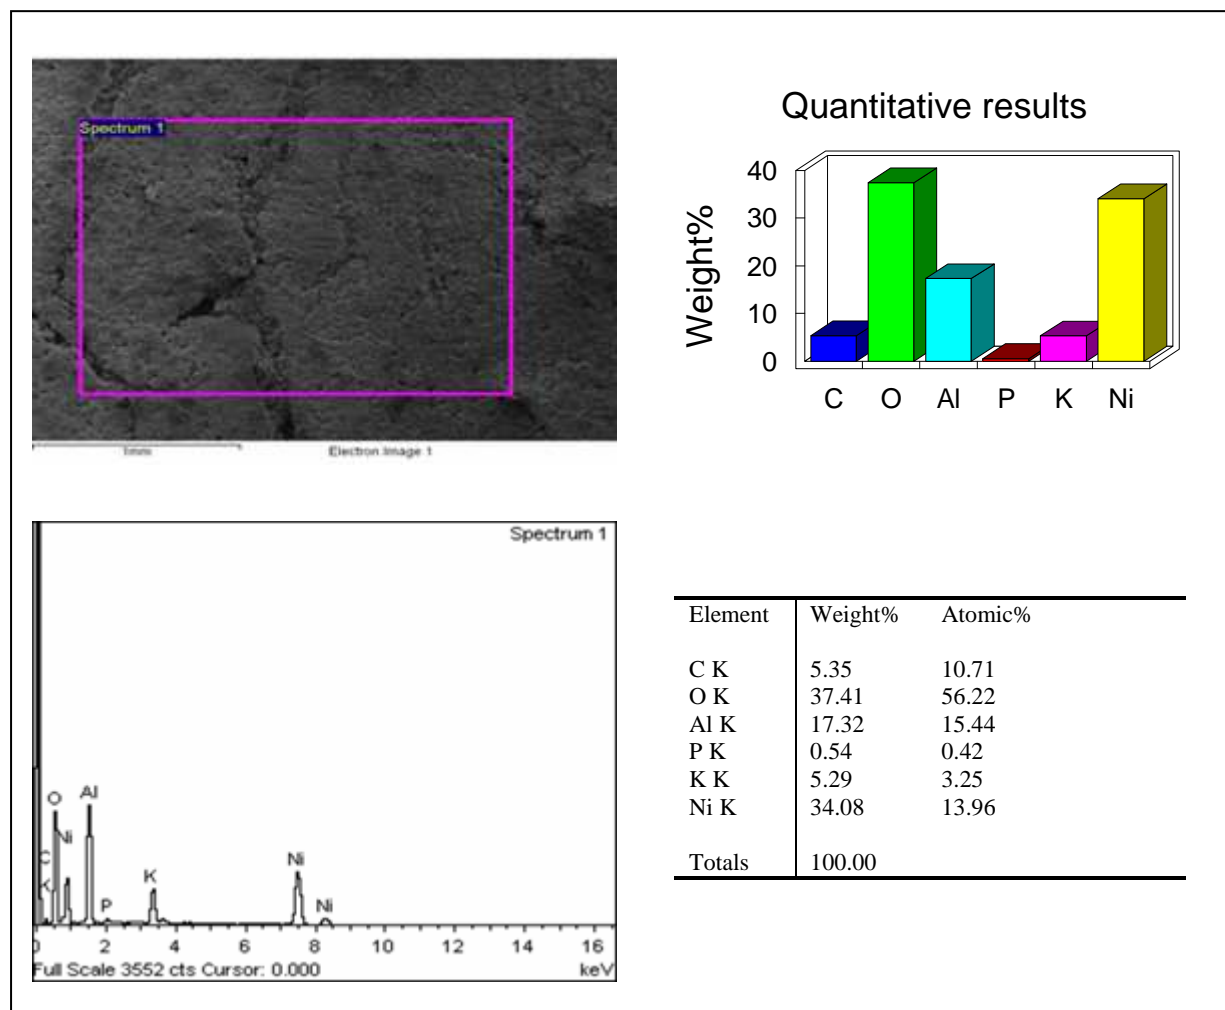 Spectrum 1
1mm
Electron Image 1
Quantitative results
Weight%
40
30
20
10
0
C O Al P K Ni
Spectrum 1
O
Al
Ni
C
K
P
K
Ni
Ni
0 2 4 6 8 10 12 14 16
Full Scale 3552 cts Cursor: 0.000 keV
Element Weight% Atomic%
C K 5.35 10.71
O K 37.41 56.22
Al K 17.32 15.44
P K 0.54 0.42
K K 5.29 3.25
Ni K 34.08 13.96
Totals 100.00